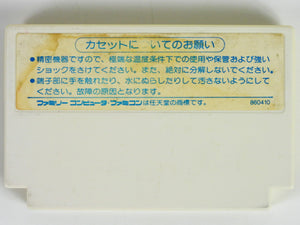 カセットに いてのお願い
●精密機器ですので、極端な温度条件下での使用や保管および強い
ショックをさけてください。また、絶対に分解しないでください。
●端子部に手を触れたり、水にぬらしたりして汚さないようにして
ください。故障の原因となります。
ファミリーコンピュータ・ファミコンは任天堂の商標です。 860410